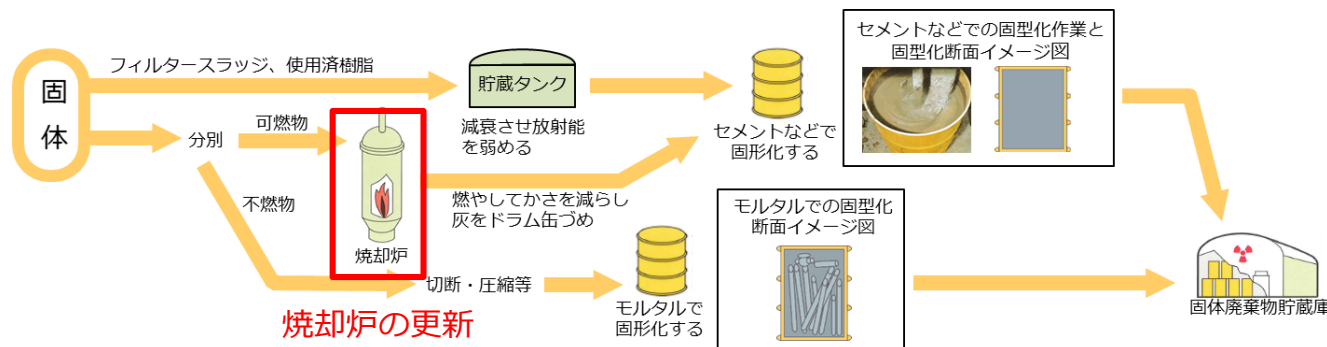 固
体
フィルタースラッジ、使用済樹脂
貯蔵タンク
減衰させ放射能
を弱める
セメントなどで
固形化する
セメントなどでの固型化作業と
固型化断面イメージ図
分別
可燃物
不燃物
焼却炉
燃やしてかさを減らし
灰をドラム缶づめ
焼却炉の更新
切断・圧縮等
モルタルで
固形化する
モルタルでの固型化
断面イメージ図
固体廃棄物貯蔵庫